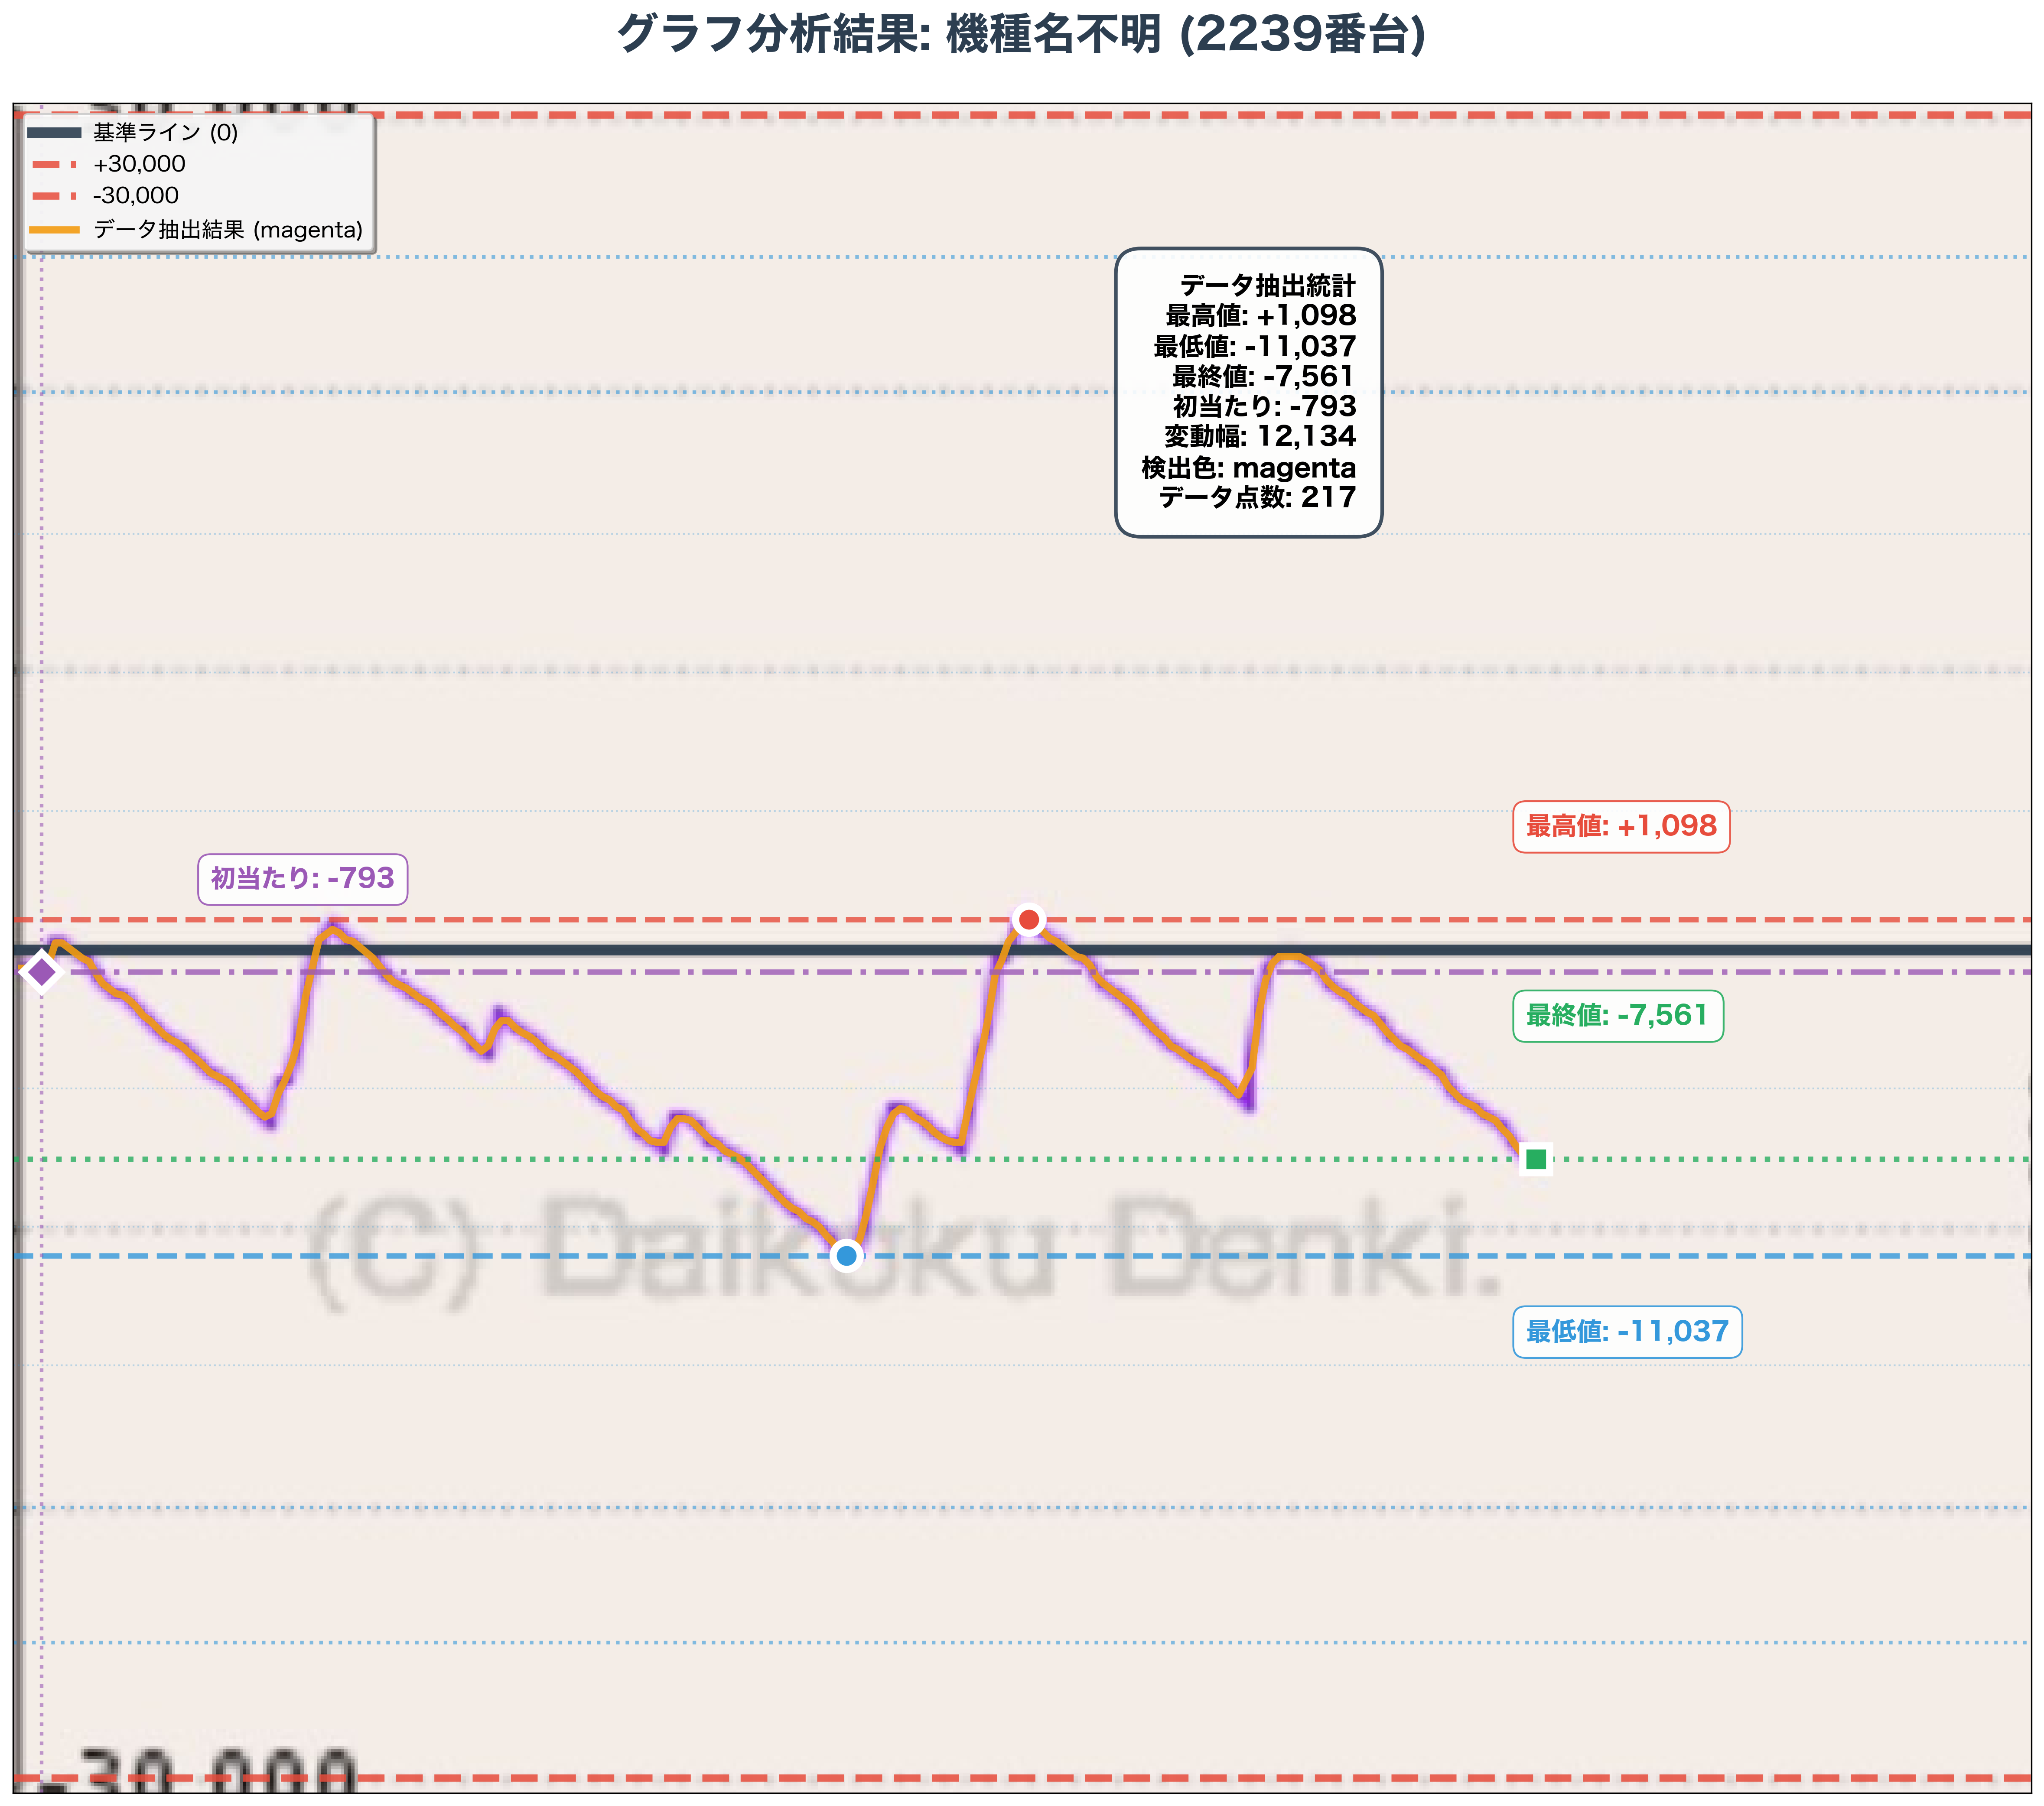 グラフ分析結果: 機種名不明 (2239番台)
基準ライン (0)
+30,000
-30,000
データ抽出結果 (magenta)
データ抽出統計
最高値: +1,098
最低値: -11,037
最終値: -7,561
初当たり: -793
変動幅: 12,134
検出色: magenta
データ点数: 217
最高値: +1,098
初当たり: -793
最終値: -7,561
(C) Daikoku Denki.
最低値: -11,037
-30,000